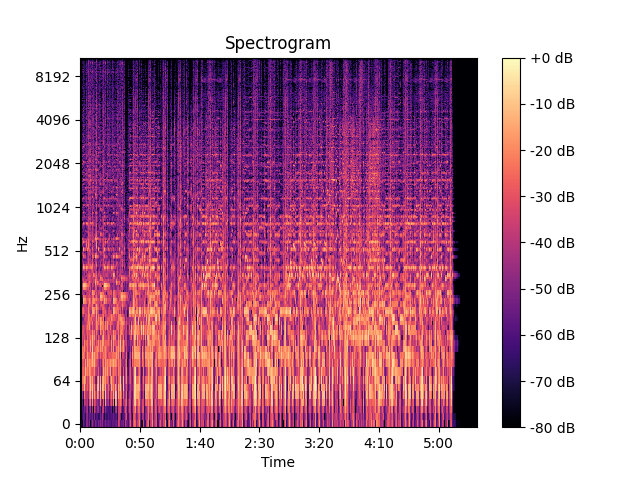 Spectrogram
8192
4096
2048
1024
512
256
128
64
0
Hz
0:00 0:50 1:40 2:30 3:20 4:10 5:00
Time
+0 dB
-10 dB
-20 dB
-30 dB
-40 dB
-50 dB
-60 dB
-70 dB
-80 dB